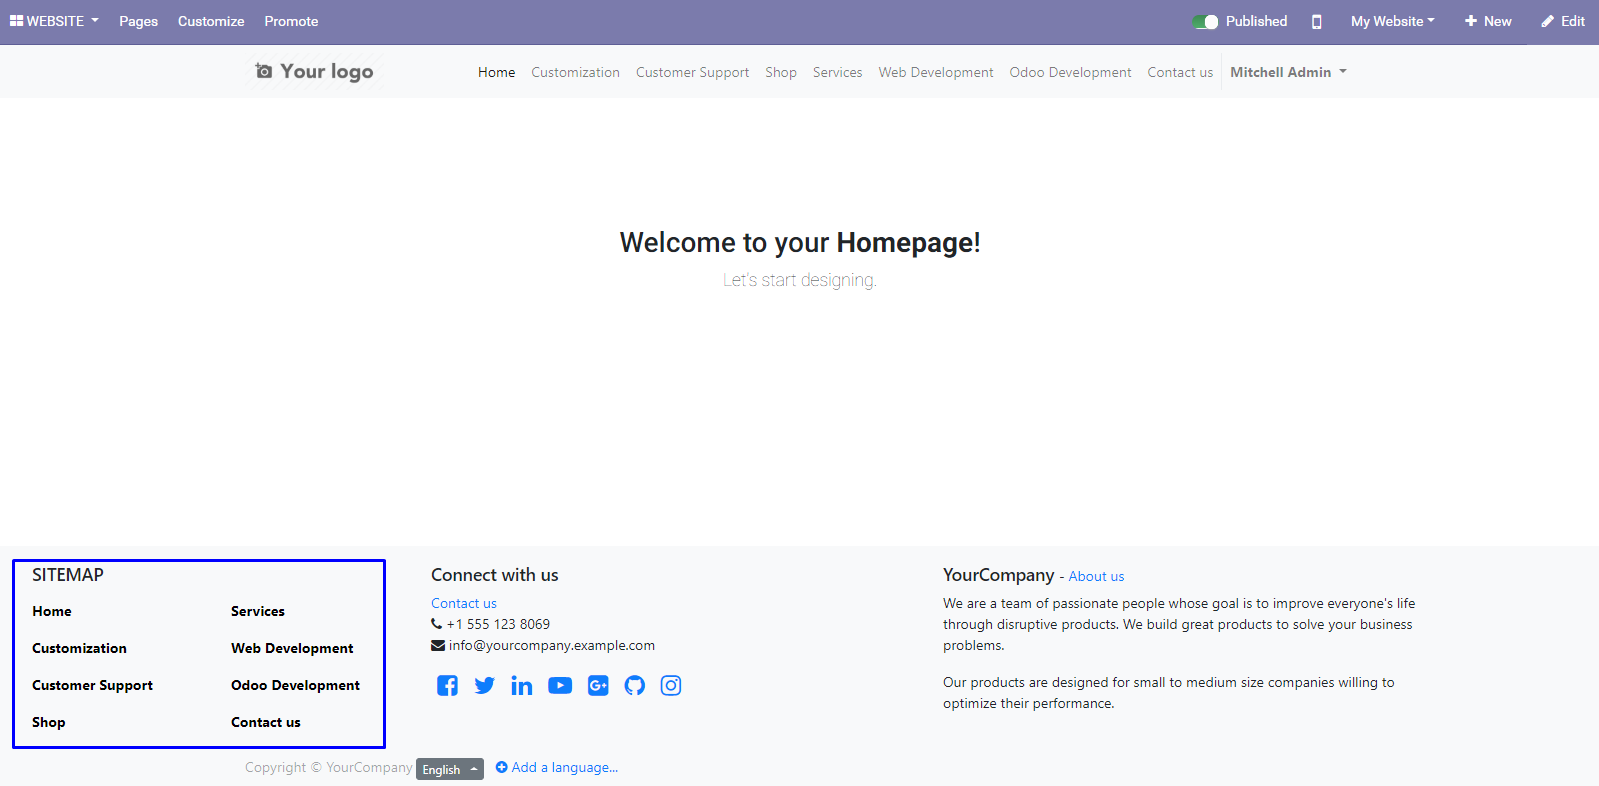 WEBSITE Pages Customize Promote Published My Website New Edit
Your logo Home Customization Customer Support Shop Services Web Development Odoo Development Contact us Mitchell Admin
Welcome to your Homepage!
Let's start designing.
SITEMAP
Home Services
Customization Web Development
Customer Support Odoo Development
Shop Contact us
Connect with us
Contact us
+1 555 123 8069
info@yourcompany.example.com
YourCompany - About us
We are a team of passionate people whose goal is to improve everyone's life
through disruptive products. We build great products to solve your business
problems.
Our products are designed for small to medium size companies willing to
optimize their performance.
Copyright © YourCompany English Add a language...